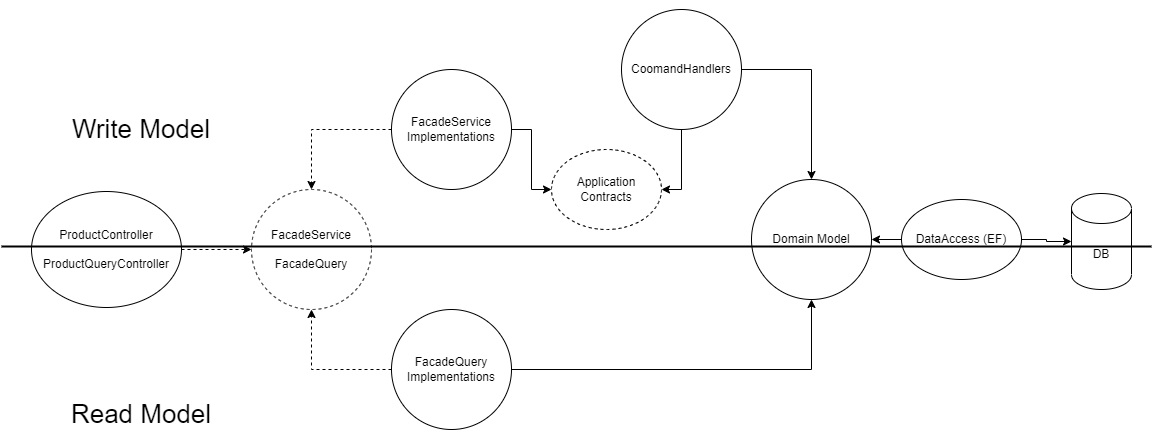 CoomandHandlers
FacadeService
Implementations
Write Model
Application
Contracts
ProductController
ProductQueryController
FacadeService
FacadeQuery
Domain Model
DataAccess (EF)
DB
FacadeQuery
Implementations
Read Model